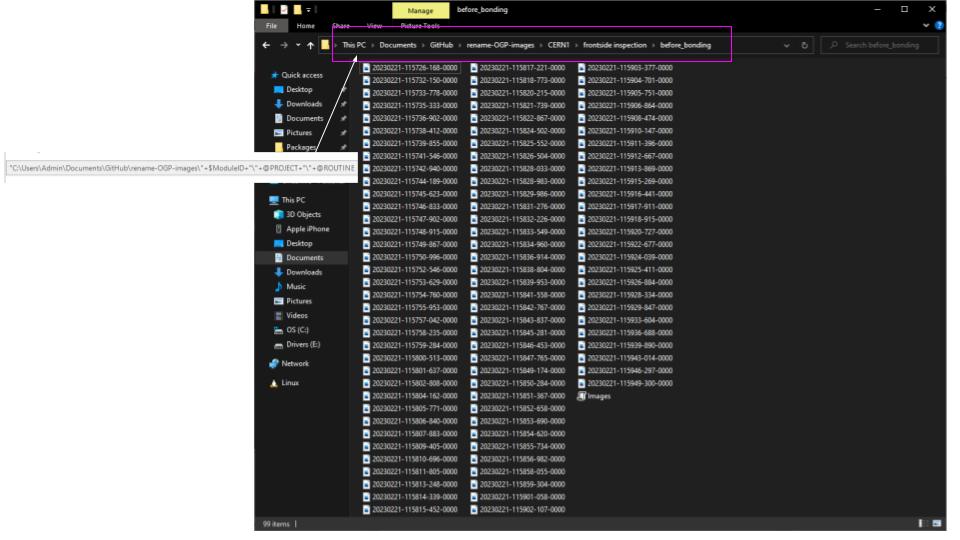 Manage before_bonding
File Home Share View Picture Tools
This PC > Documents > GitHub > rename-OGP-images > CERN1 > frontside inspection > before_bonding
Search before_bonding
"C:\Users\Admin\Documents\GitHub\rename-OGP-images\"+$ModuleID+"\"+@PROJECT+"\"+@ROUTINE
Quick access
Desktop
Downloads
Documents
Pictures
Packages
This PC
3D Objects
Apple iPhone
Desktop
Documents
Downloads
Music
Pictures
Videos
OS (C:)
Drivers (E:)
Network
Linux
20230221-115726-168-0000 20230221-115817-221-0000 20230221-115903-377-0000
20230221-115732-150-0000 20230221-115818-773-0000 20230221-115904-701-0000
20230221-115733-778-0000 20230221-115820-215-0000 20230221-115905-751-0000
20230221-115735-333-0000 20230221-115821-739-0000 20230221-115906-864-0000
20230221-115736-902-0000 20230221-115822-867-0000 20230221-115908-474-0000
20230221-115738-412-0000 20230221-115824-502-0000 20230221-115910-147-0000
20230221-115739-855-0000 20230221-115825-552-0000 20230221-115911-396-0000
20230221-115741-546-0000 20230221-115826-504-0000 20230221-115912-667-0000
20230221-115742-940-0000 20230221-115828-033-0000 20230221-115913-869-0000
20230221-115744-189-0000 20230221-115828-983-0000 20230221-115915-269-0000
20230221-115745-623-0000 20230221-115829-986-0000 20230221-115916-441-0000
20230221-115746-833-0000 20230221-115831-276-0000 20230221-115917-911-0000
20230221-115747-902-0000 20230221-115832-226-0000 20230221-115918-915-0000
20230221-115748-915-0000 20230221-115833-549-0000 20230221-115920-727-0000
20230221-115749-867-0000 20230221-115834-960-0000 20230221-115922-677-0000
20230221-115750-996-0000 20230221-115836-914-0000 20230221-115924-039-0000
20230221-115752-546-0000 20230221-115838-804-0000 20230221-115925-411-0000
20230221-115753-629-0000 20230221-115839-953-0000 20230221-115926-884-0000
20230221-115754-760-0000 20230221-115841-558-0000 20230221-115928-334-0000
20230221-115755-953-0000 20230221-115842-767-0000 20230221-115929-847-0000
20230221-115757-042-0000 20230221-115843-837-0000 20230221-115933-604-0000
20230221-115758-235-0000 20230221-115845-281-0000 20230221-115936-688-0000
20230221-115759-284-0000 20230221-115846-453-0000 20230221-115939-890-0000
20230221-115800-513-0000 20230221-115847-765-0000 20230221-115943-014-0000
20230221-115801-637-0000 20230221-115849-174-0000 20230221-115946-297-0000
20230221-115802-808-0000 20230221-115850-284-0000 20230221-115949-300-0000
20230221-115804-162-0000 20230221-115851-367-0000 Images
20230221-115805-771-0000 20230221-115852-658-0000
20230221-115806-840-0000 20230221-115853-690-0000
20230221-115807-883-0000 20230221-115854-620-0000
20230221-115809-405-0000 20230221-115855-734-0000
20230221-115810-696-0000 20230221-115856-982-0000
20230221-115811-805-0000 20230221-115858-055-0000
20230221-115813-248-0000 20230221-115859-304-0000
20230221-115814-339-0000 20230221-115901-058-0000
20230221-115815-452-0000 20230221-115902-107-0000
99 items